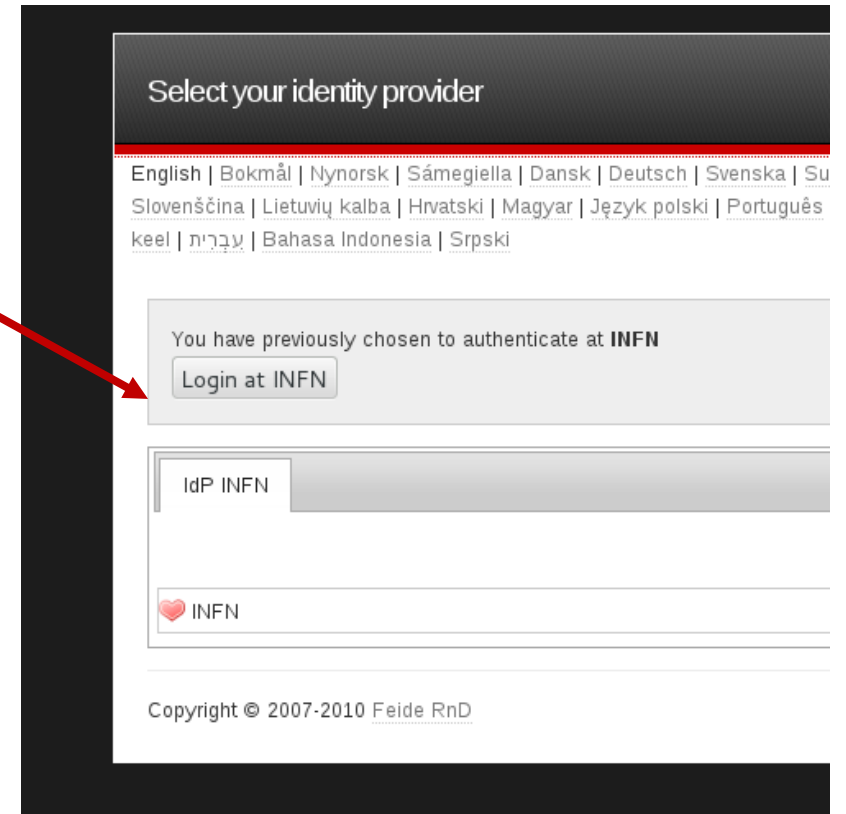 Select your identity provider
English | Bokmål | Nynorsk | Sámegiella | Dansk | Deutsch | Svenska |
Slovenščina | Lietuvių kalba | Hrvatski | Magyar | Język polski | Português
keel | עִבְרִית | Bahasa Indonesia | Srpski
You have previously chosen to authenticate at INFN
Login at INFN
IdP INFN
INFN
Copyright © 2007-2010 Feide RnD